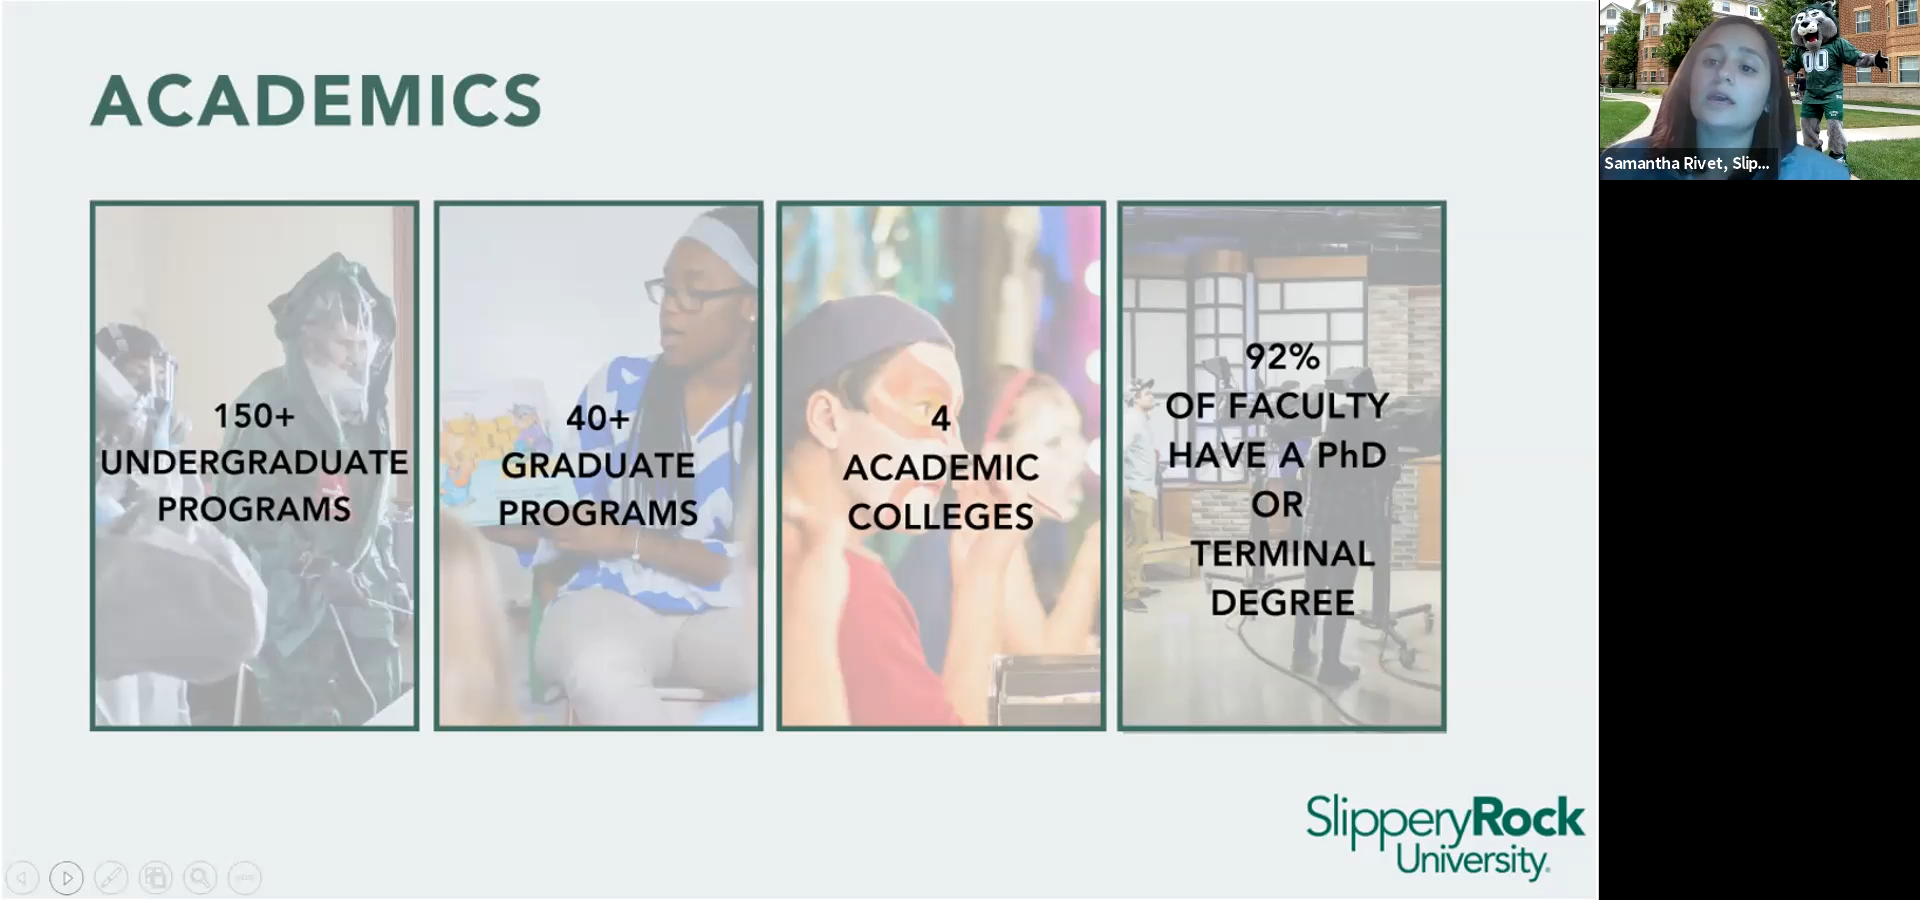 ACADEMICS
150+
UNDERGRADUATE
PROGRAMS
40+
GRADUATE
PROGRAMS
4
ACADEMIC
COLLEGES
92%
OF FACULTY
HAVE A PhD
OR
TERMINAL
DEGREE
SlipperyRock
University®
00
Samantha Rivet, Slip...